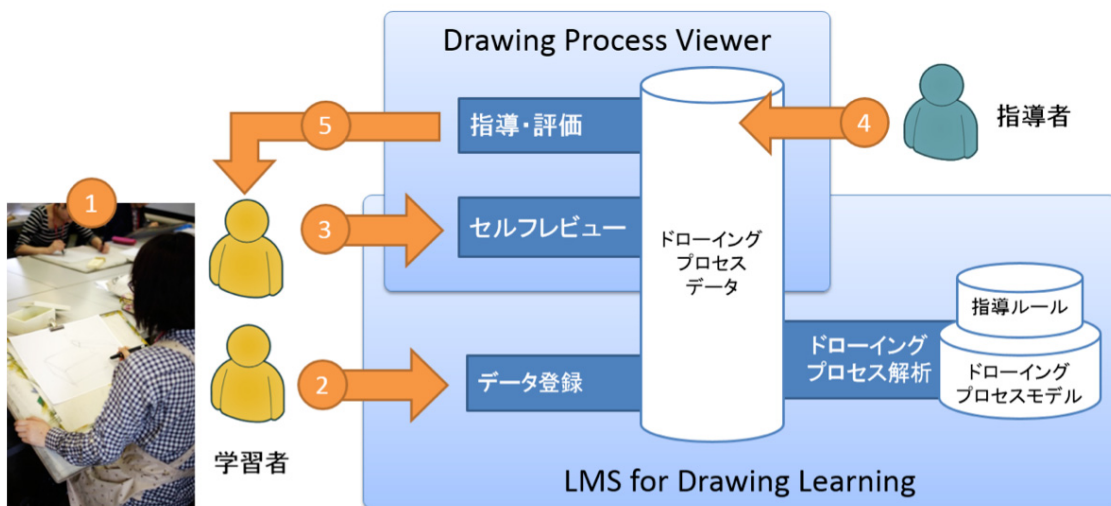 Drawing Process Viewer
5
指導・評価
4
指導者
1
3
セルフレビュー
ドローイング
プロセス
データ
指導ルール
2
データ登録
ドローイング
プロセス解析
ドローイング
プロセスモデル
学習者
LMS for Drawing Learning